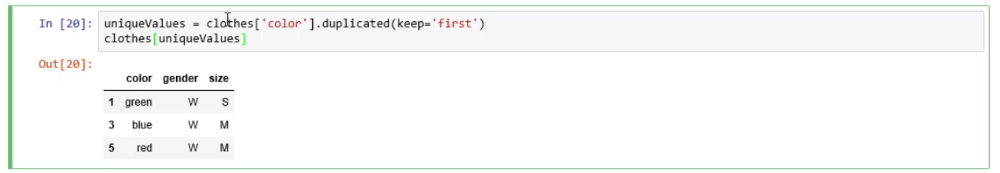 In [20]: uniqueValues = clothes['color'].duplicated(keep='first')
clothes[uniqueValues]
Out[20]:
color gender size
1 green W S
3 blue W M
5 red W M